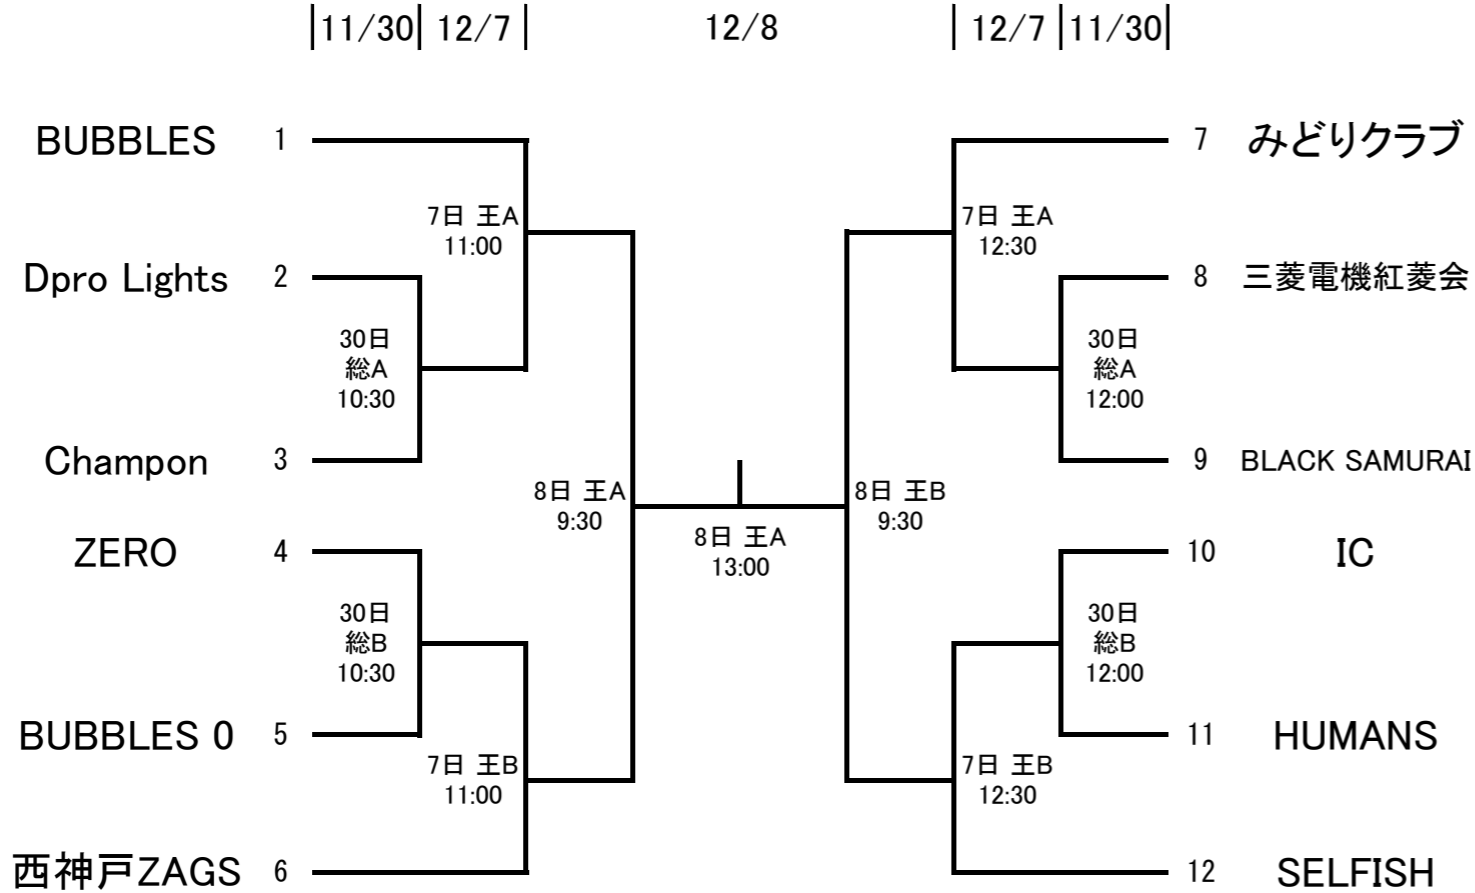 11/30 12/7 12/8 12/7 11/30
BUBBLES 1
7 みどりクラブ
7日 王A
11:00
7日 王A
12:30
Dpro Lights 2
8 三菱電機紅菱会
30日
総A
10:30
30日
総A
12:00
Champon 3
9 BLACK SAMURAI
8日 王A
9:30
8日 王B
9:30
8日 王A
13:00
ZERO 4
10 IC
30日
総B
10:30
30日
総B
12:00
BUBBLES 0 5
11 HUMANS
7日 王B
11:00
7日 王B
12:30
西神戸ZAGS 6
12 SELFISH